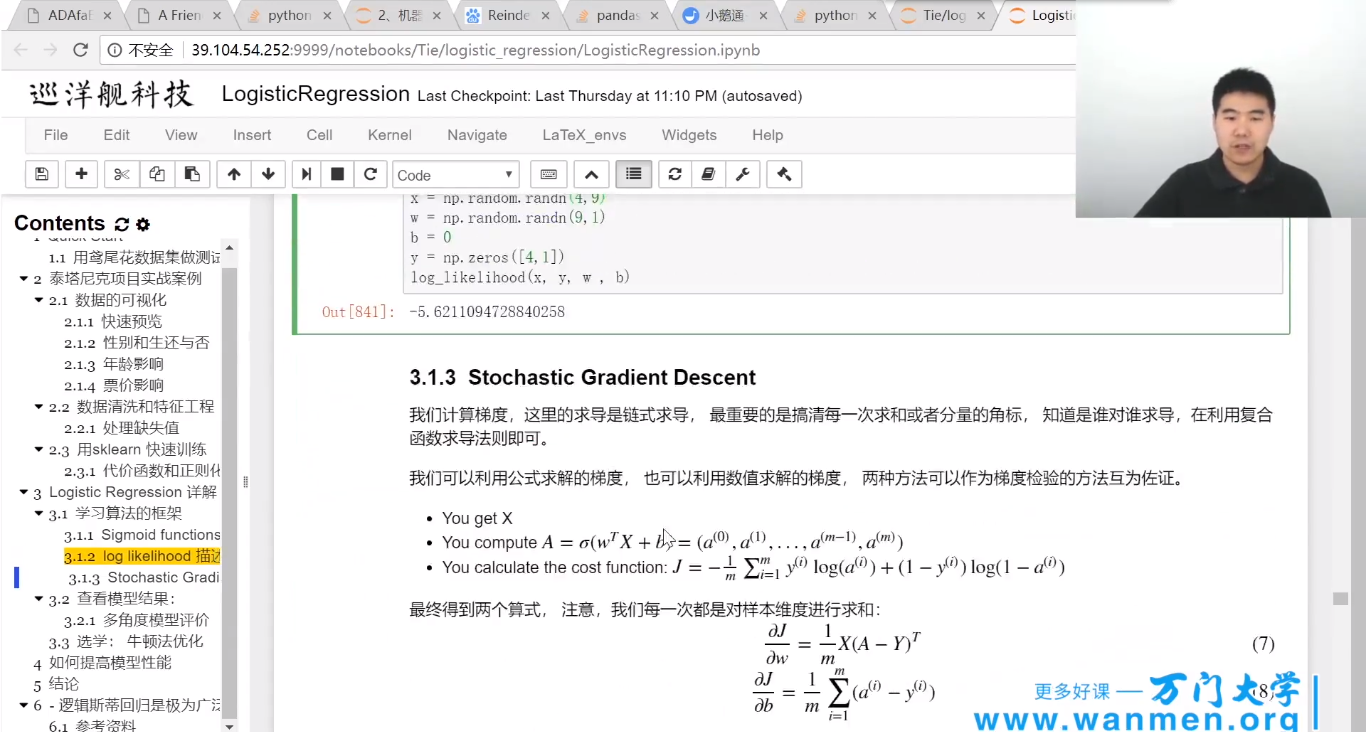 ADAfaE
A Frien
python
2、机器
Reinde
pandas
小鹅通
python
Tie/log
Logistic
不安全 39.104.54.252:9999/notebooks/Tie/logistic_regression/LogisticRegression.ipynb
巡洋舰科技 LogisticRegression Last Checkpoint: Last Thursday at 11:10 PM (autosaved)
File Edit View Insert Cell Kernel Navigate LaTeX_envs Widgets Help
Code
Contents
1 Quick Start
1.1 用鸢尾花数据集做测试
2 泰塔尼克项目实战案例
2.1 数据的可视化
2.1.1 快速预览
2.1.2 性别和生还与否
2.1.3 年龄影响
2.1.4 票价影响
2.2 数据清洗和特征工程
2.2.1 处理缺失值
2.3 用sklearn 快速训练
2.3.1 代价函数和正则化
3 Logistic Regression 详解
3.1 学习算法的框架
3.1.1 Sigmoid functions
3.1.2 log likelihood 描述
3.1.3 Stochastic Gradi
3.2 查看模型结果：
3.2.1 多角度模型评价
3.3 选学： 牛顿法优化
4 如何提高模型性能
5 结论
6 - 逻辑斯蒂回归是极为广泛
6.1 参考资料
x = np.random.randn(4,9)
w = np.random.randn(9,1)
b = 0
y = np.zeros([4,1])
log_likelihood(x, y, w , b)
Out[841]: -5.6211094728840258
3.1.3 Stochastic Gradient Descent
我们计算梯度，这里的求导是链式求导， 最重要的是搞清每一次求和或者分量的角标， 知道是谁对谁求导，在利用复合
函数求导法则即可。
我们可以利用公式求解的梯度， 也可以利用数值求解的梯度， 两种方法可以作为梯度检验的方法互为佐证。
• You get X
• You compute A = σ(w^T X + b) = (a^(0), a^(1), . . . , a^(m−1), a^(m))
• You calculate the cost function: J = −1/m ∑_{i=1}^m y^(i) log(a^(i)) + (1 − y^(i)) log(1 − a^(i))
最终得到两个算式， 注意，我们每一次都是对样本维度进行求和：
∂J/∂w = 1/m X(A − Y)^T (7)
∂J/∂b = 1/m ∑_{i=1}^m (a^(i) − y^(i)) (8)
更多好课 — 万门大学
www.wanmen.org